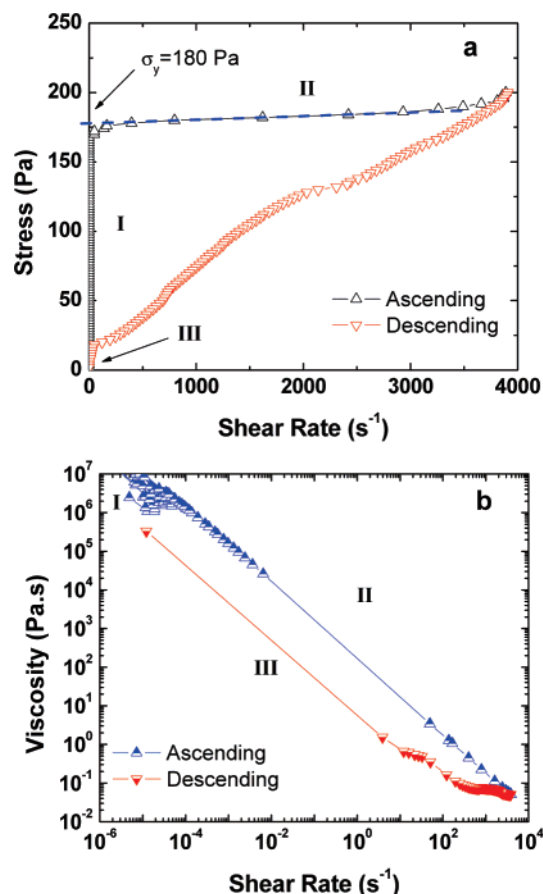 a
σy=180 Pa
II
I
III
Ascending
Descending
Stress (Pa)
0
50
100
150
200
250
0 1000 2000 3000 4000
Shear Rate (s-1)
b
I
II
III
Ascending
Descending
Viscosity (Pa.s)
10^7
10^6
10^5
10^4
10^3
10^2
10^1
10^0
10^-1
10^-2
10^-6 10^-4 10^-2 10^0 10^2 10^4
Shear Rate (s-1)